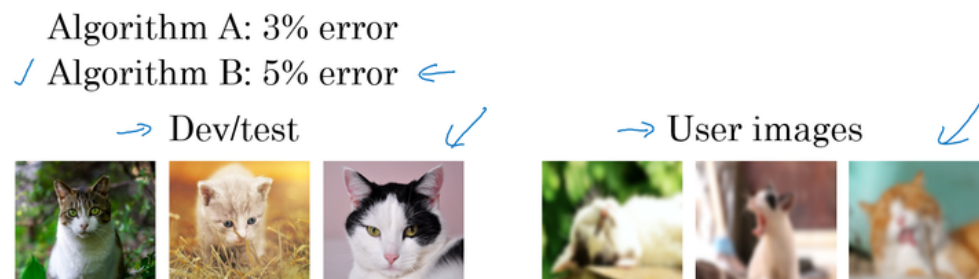 Algorithm A: 3% error
Algorithm B: 5% error
Dev/test
User images